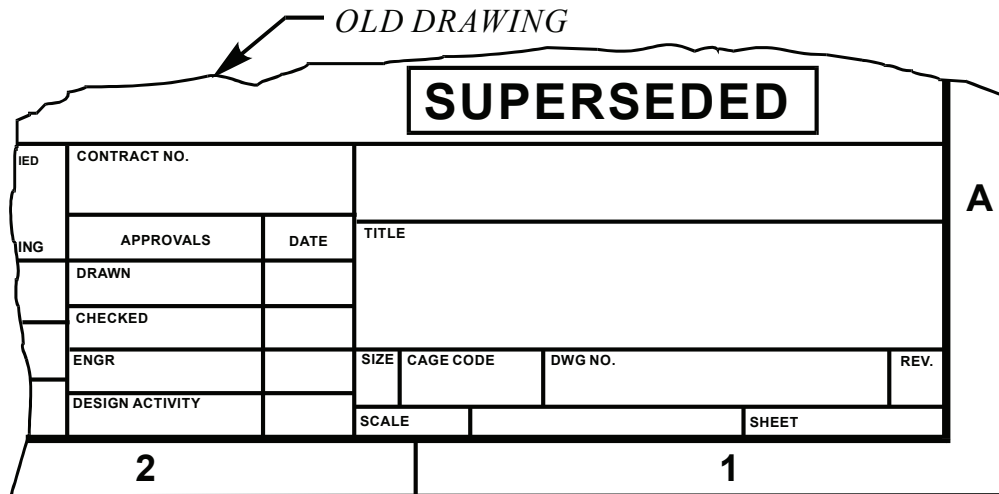 OLD DRAWING
SUPERSEDED
IED
CONTRACT NO.
A
ING
APPROVALS
DATE
TITLE
DRAWN
CHECKED
ENGR
SIZE
CAGE CODE
DWG NO.
REV.
DESIGN ACTIVITY
SCALE
SHEET
2
1